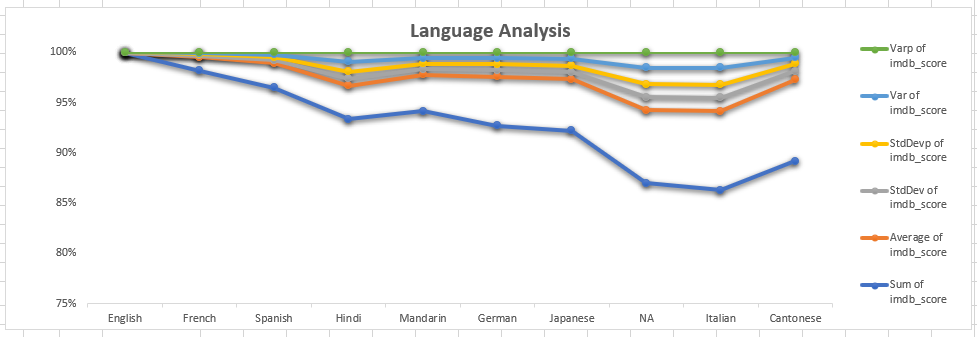 Language Analysis
100%
95%
90%
85%
80%
75%
English French Spanish Hindi Mandarin German Japanese NA Italian Cantonese
Varp of
imdb_score
Var of
imdb_score
StdDevp of
imdb_score
StdDev of
imdb_score
Average of
imdb_score
Sum of
imdb_score